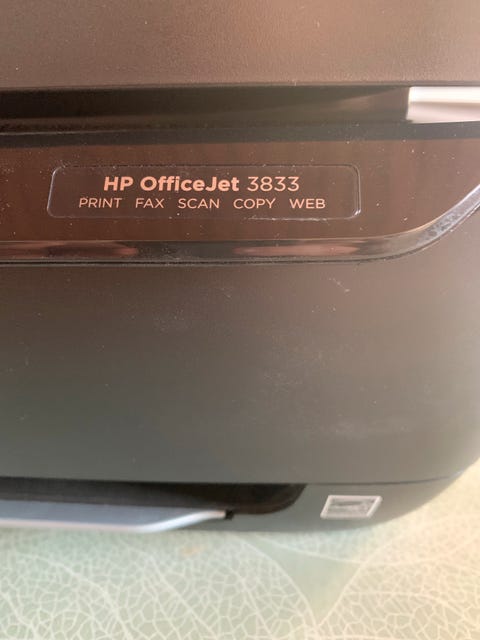 HP OfficeJet 3833
PRINT FAX SCAN COPY WEB